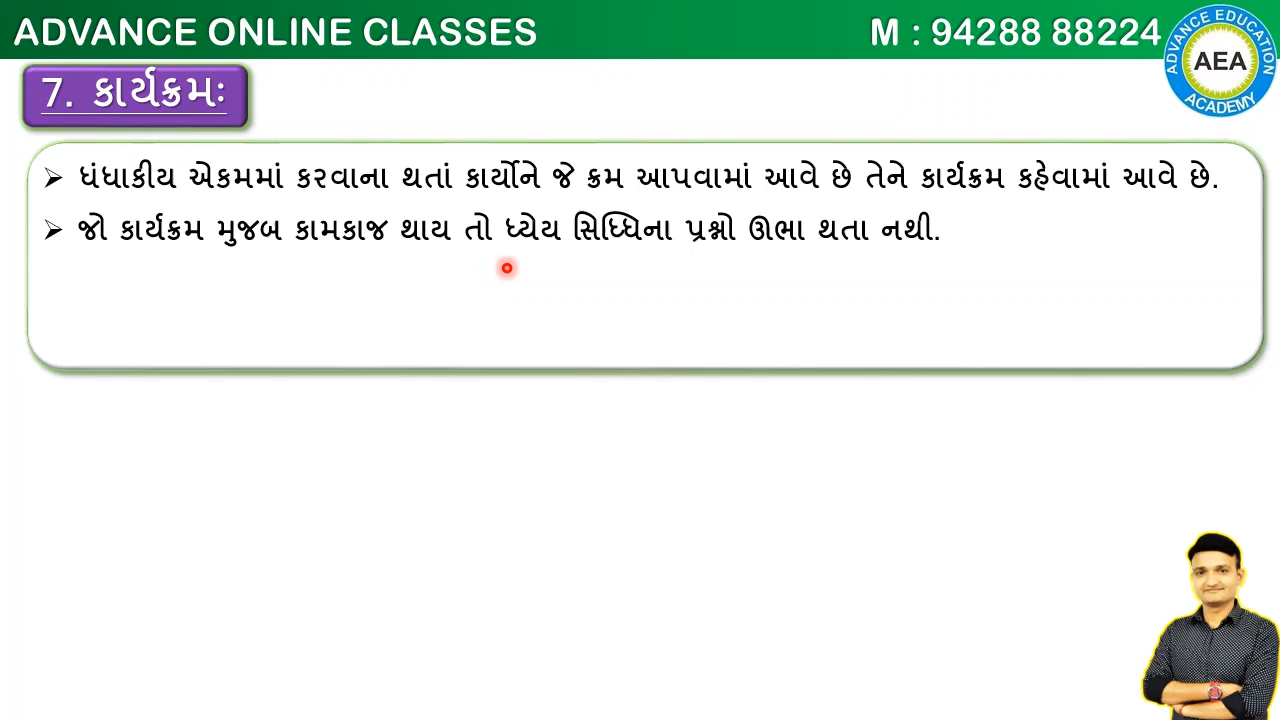 ADVANCE ONLINE CLASSES
M : 94288 88224
ADVANCE EDUCATION
AEA
ACADEMY
7. કાર્યક્રમઃ
➢ ધંધાકીય એકમમાં કરવાના થતાં કાર્યોને જે ક્રમ આપવામાં આવે છે તેને કાર્યક્રમ કહેવામાં આવે છે.
➢ જો કાર્યક્રમ મુજબ કામકાજ થાય તો ધ્યેય સિધ્ધિના પ્રશ્નો ઊભા થતા નથી.